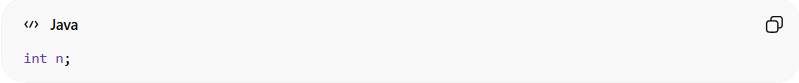 </> Java
int n;